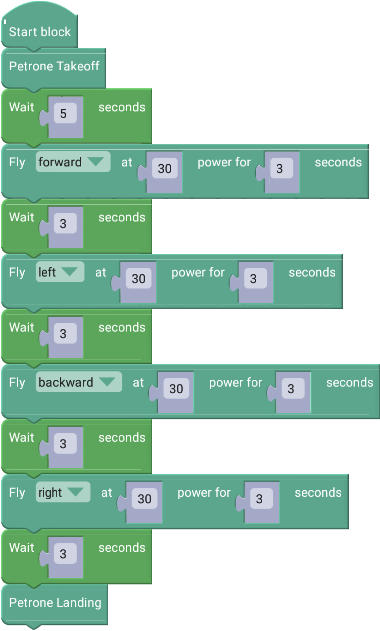 Start block
Petrone Takeoff
Wait 5 seconds
Fly forward at 30 power for 3 seconds
Wait 3 seconds
Fly left at 30 power for 3 seconds
Wait 3 seconds
Fly backward at 30 power for 3 seconds
Wait 3 seconds
Fly right at 30 power for 3 seconds
Wait 3 seconds
Petrone Landing